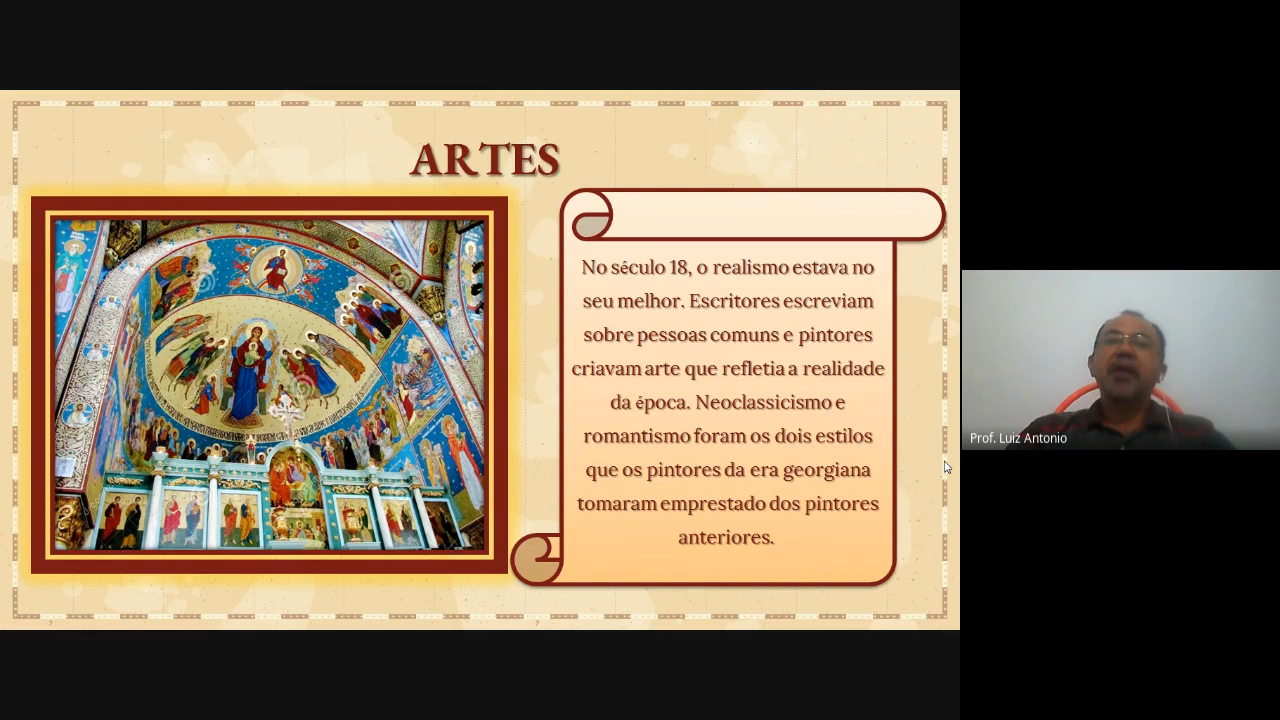 ARTES
No século 18, o realismo estava no
seu melhor. Escritores escreviam
sobre pessoas comuns e pintores
criavam arte que refletia a realidade
da época. Neoclassicismo e
romantismo foram os dois estilos
que os pintores da era georgiana
tomaram emprestado dos pintores
anteriores.
Prof. Luiz Antonio